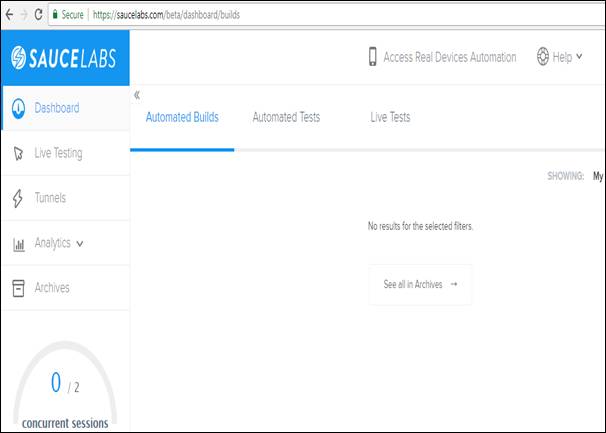 Secure https://saucelabs.com/beta/dashboard/builds
SAUCELABS
Access Real Devices Automation Help
Dashboard
Automated Builds Automated Tests Live Tests
Live Testing
SHOWING: My
Tunnels
No results for the selected filters.
Analytics
See all in Archives →
Archives
0 / 2
concurrent sessions